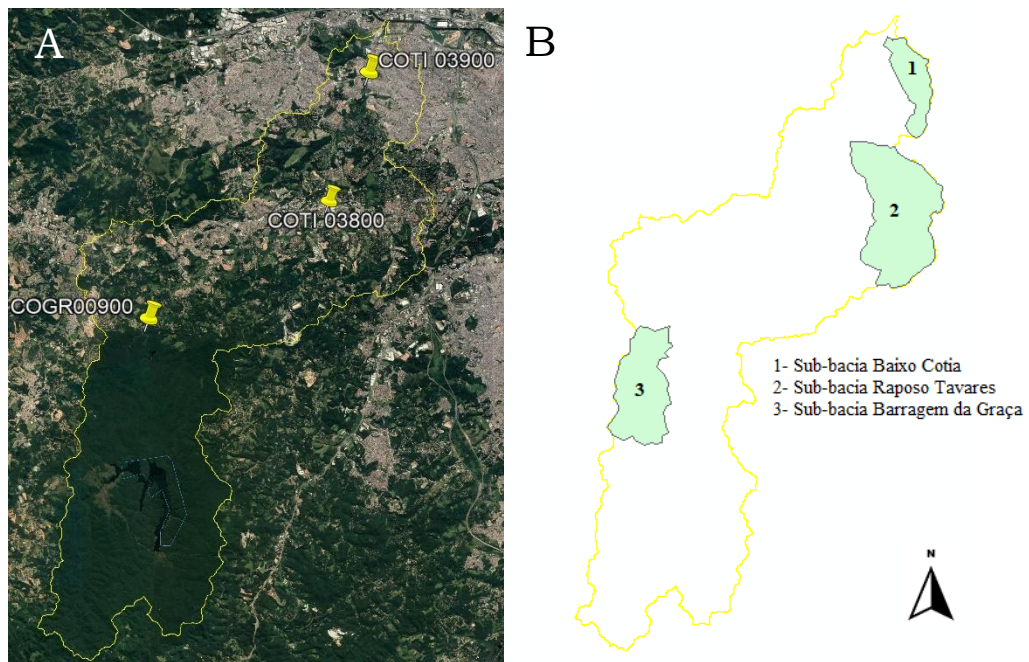 A
COTI 03900
COTI 03800
COGR00900
B
1
2
3
1- Sub-bacia Baixo Cotia
2- Sub-bacia Raposo Tavares
3- Sub-bacia Barragem da Graça
N